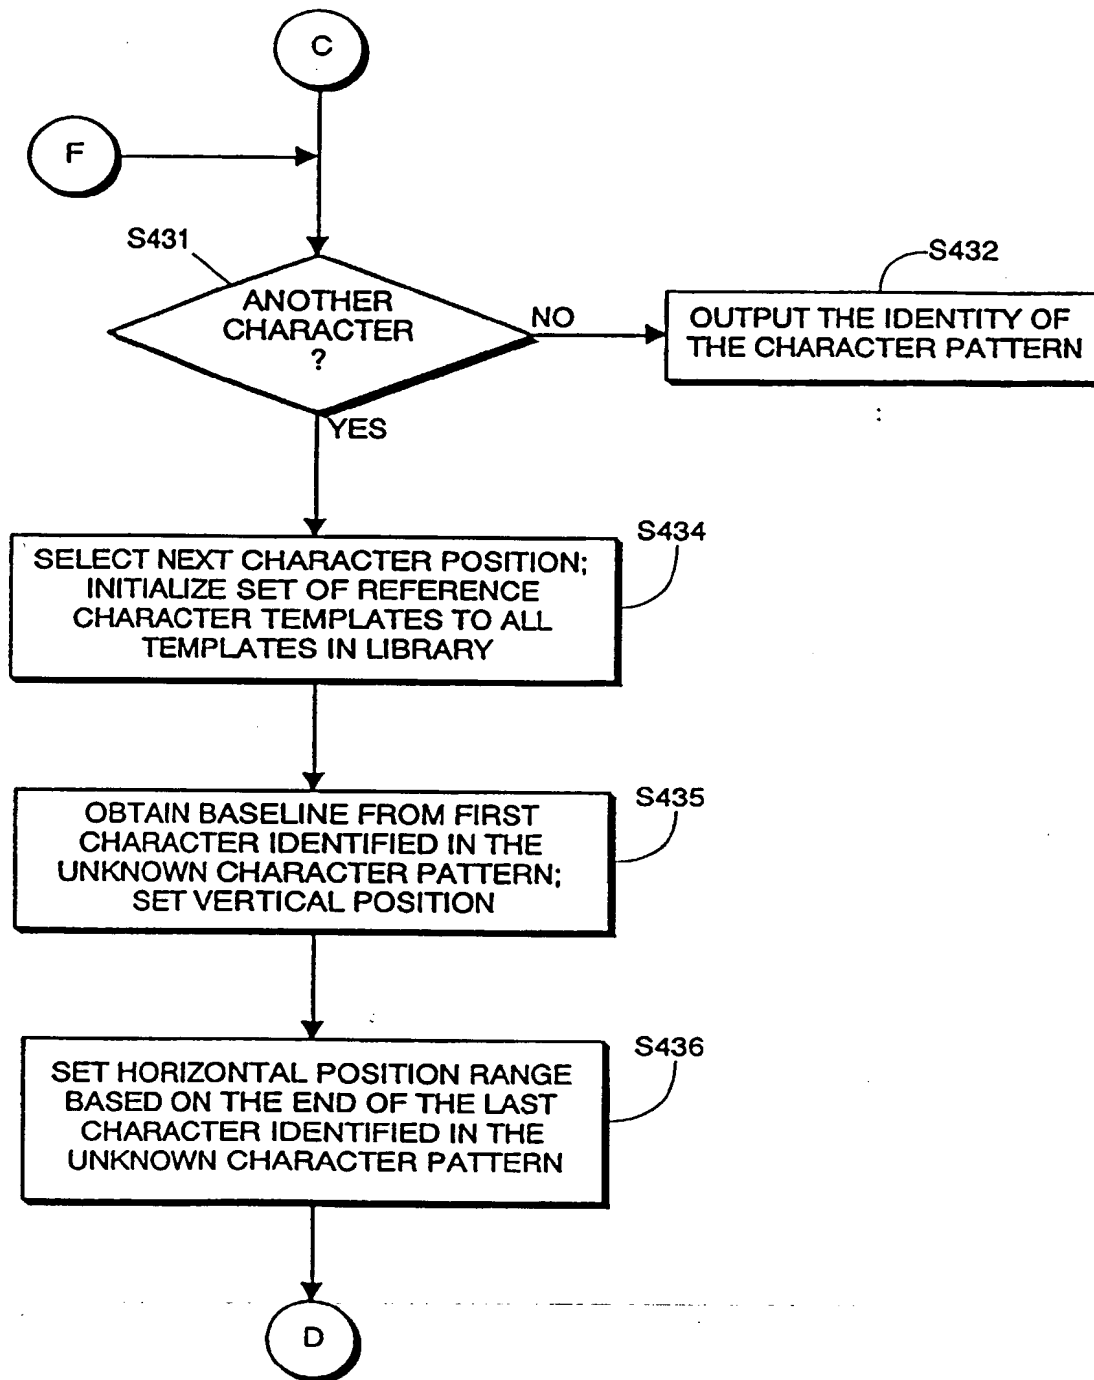 C
F
S431
ANOTHER
CHARACTER
?
NO
S432
OUTPUT THE IDENTITY OF
THE CHARACTER PATTERN
YES
S434
SELECT NEXT CHARACTER POSITION;
INITIALIZE SET OF REFERENCE
CHARACTER TEMPLATES TO ALL
TEMPLATES IN LIBRARY
S435
OBTAIN BASELINE FROM FIRST
CHARACTER IDENTIFIED IN THE
UNKNOWN CHARACTER PATTERN;
SET VERTICAL POSITION
S436
SET HORIZONTAL POSITION RANGE
BASED ON THE END OF THE LAST
CHARACTER IDENTIFIED IN THE
UNKNOWN CHARACTER PATTERN
D